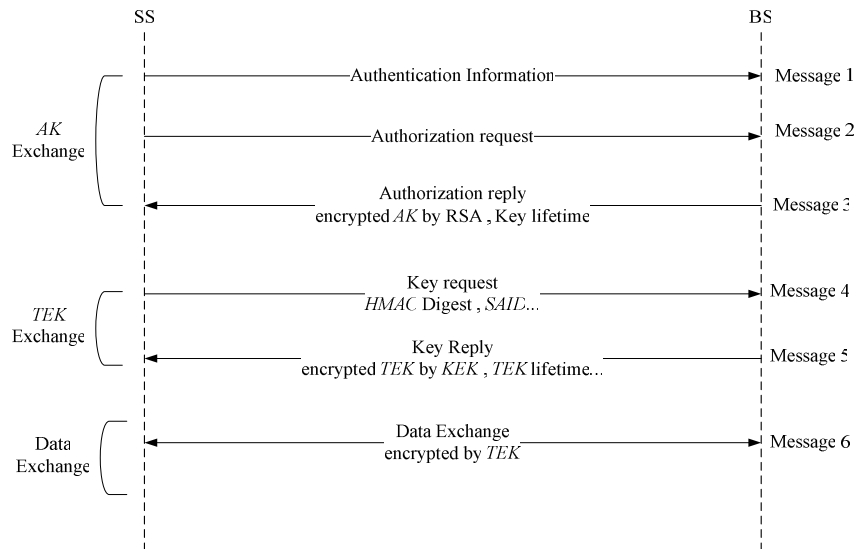 SS
BS
Authentication Information
Message 1
AK
Exchange
Authorization request
Message 2
Authorization reply
encrypted AK by RSA , Key lifetime
Message 3
Key request
HMAC Digest , SAID...
Message 4
TEK
Exchange
Key Reply
encrypted TEK by KEK , TEK lifetime...
Message 5
Data
Exchange
Data Exchange
encrypted by TEK
Message 6